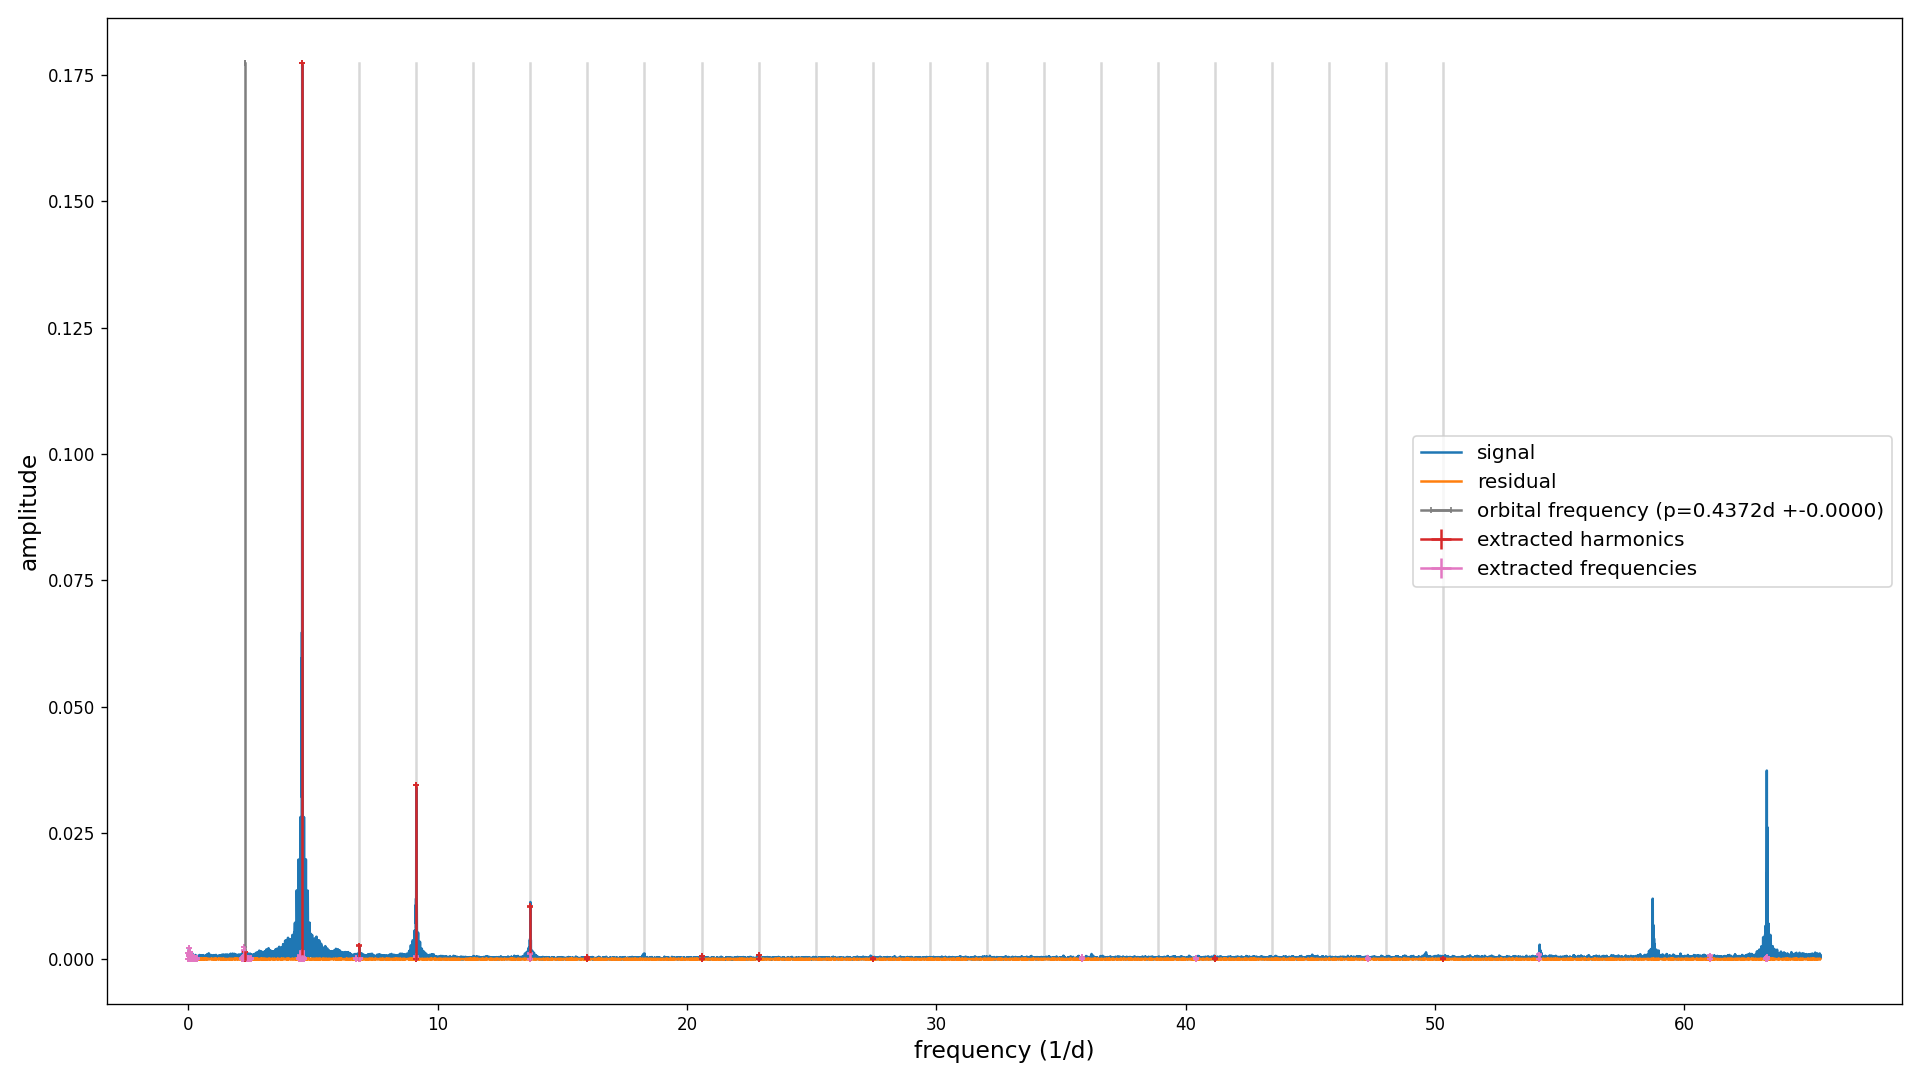 0.175
0.150
0.125
0.100
0.075
0.050
0.025
0.000
amplitude
signal
residual
orbital frequency (p=0.4372d +-0.0000)
extracted harmonics
extracted frequencies
0 10 20 30 40 50 60
frequency (1/d)